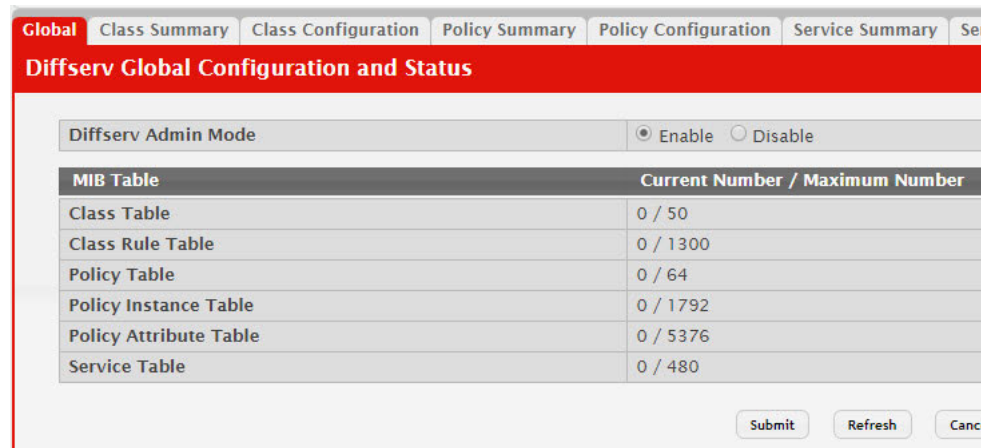 Global Class Summary Class Configuration Policy Summary Policy Configuration Service Summary
Diffserv Global Configuration and Status
Diffserv Admin Mode Enable Disable
MIB Table Current Number / Maximum Number
Class Table 0 / 50
Class Rule Table 0 / 1300
Policy Table 0 / 64
Policy Instance Table 0 / 1792
Policy Attribute Table 0 / 5376
Service Table 0 / 480
Submit Refresh